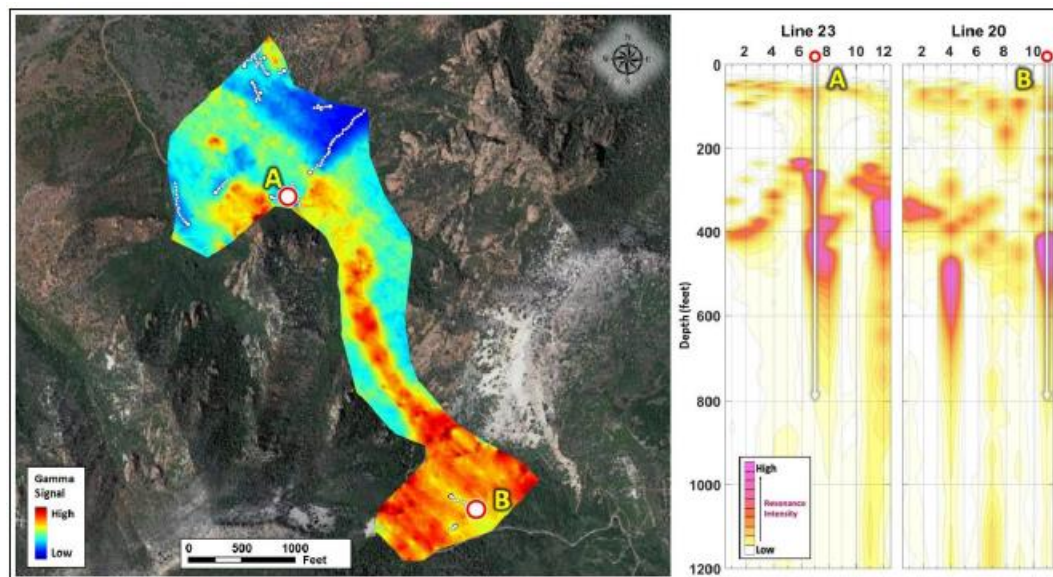 N
A
B
Gamma
Signal
High
Low
0 500 1000
Feet
Line 23
2 4 6 8 10 12
A
Line 20
2 4 6 8 10
B
Depth (feet)
0
200
400
600
800
1000
1200
High
Resonance
Intensity
Low